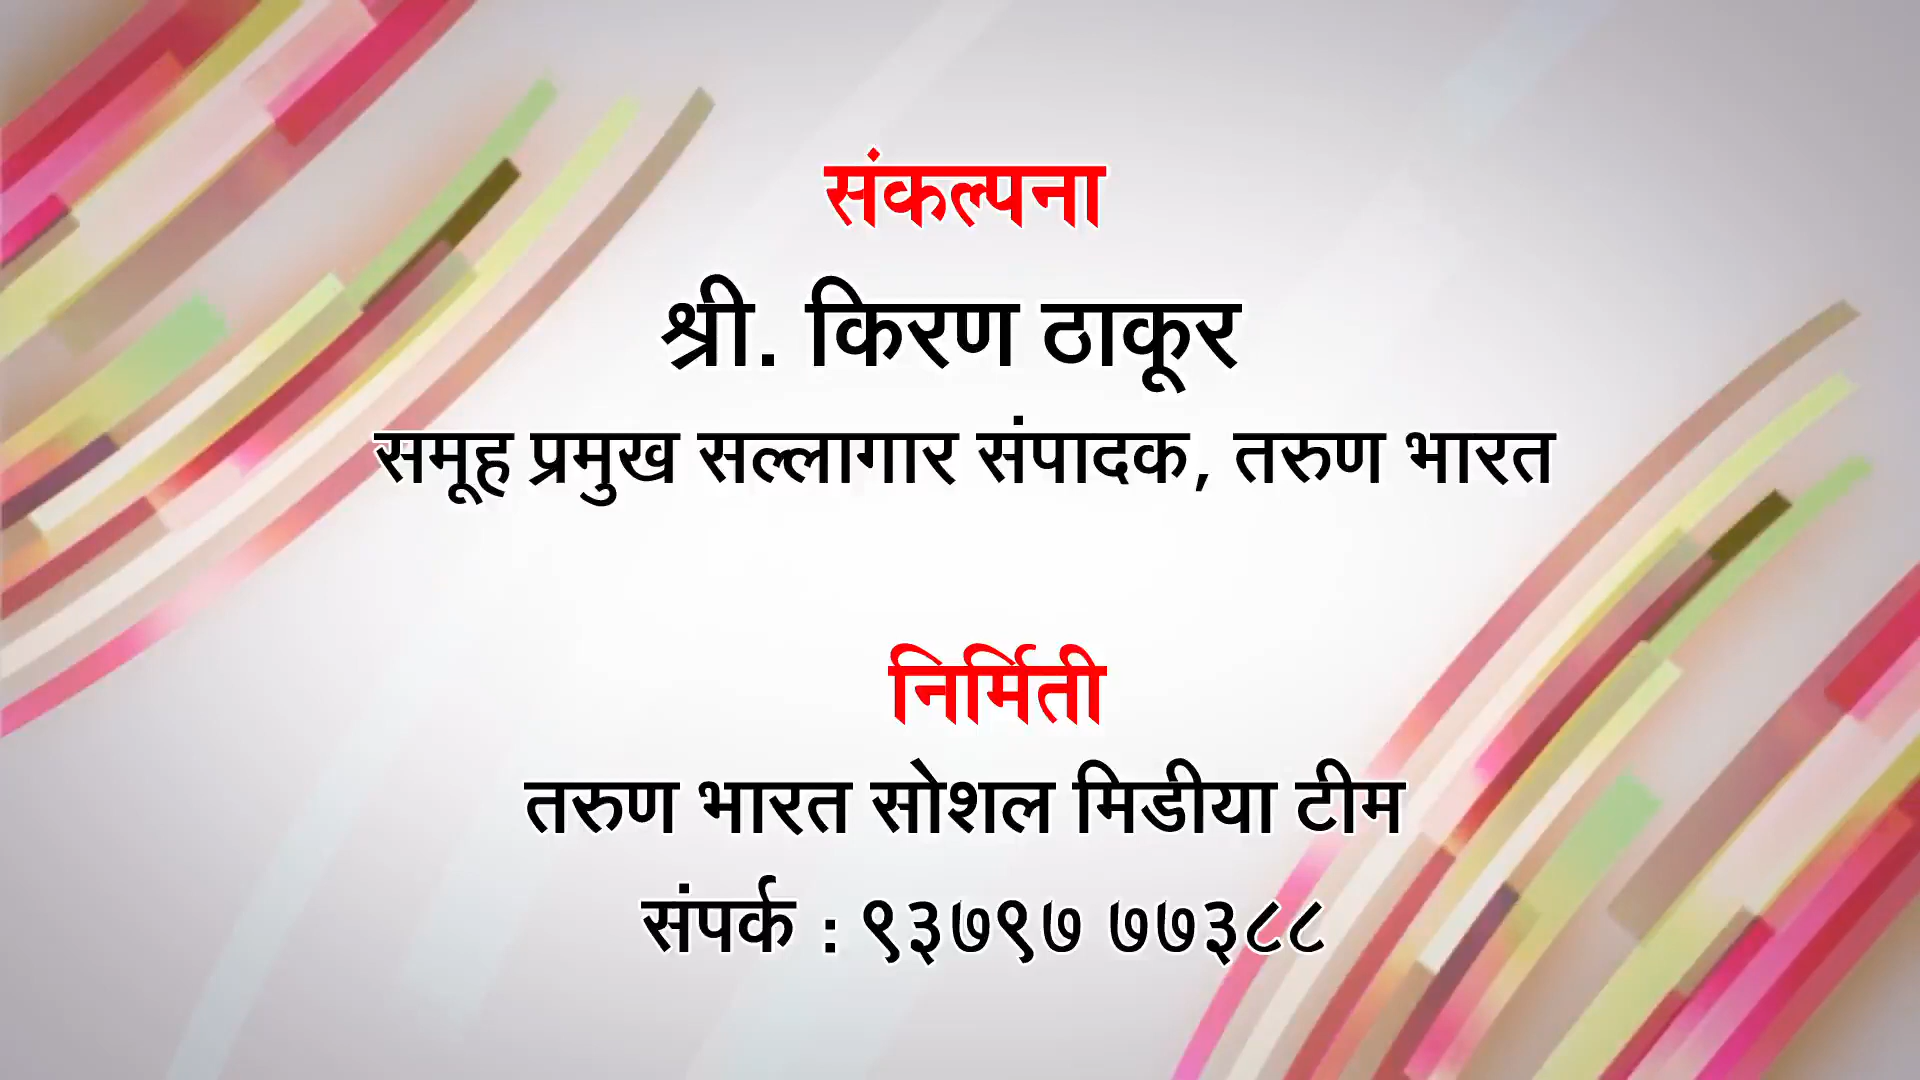 संकल्पना
श्री. किरण ठाकूर
समूह प्रमुख सल्लागार संपादक, तरुण भारत
निर्मिती
तरुण भारत सोशल मिडीया टीम
संपर्क : ९३७९७ ७७३८८